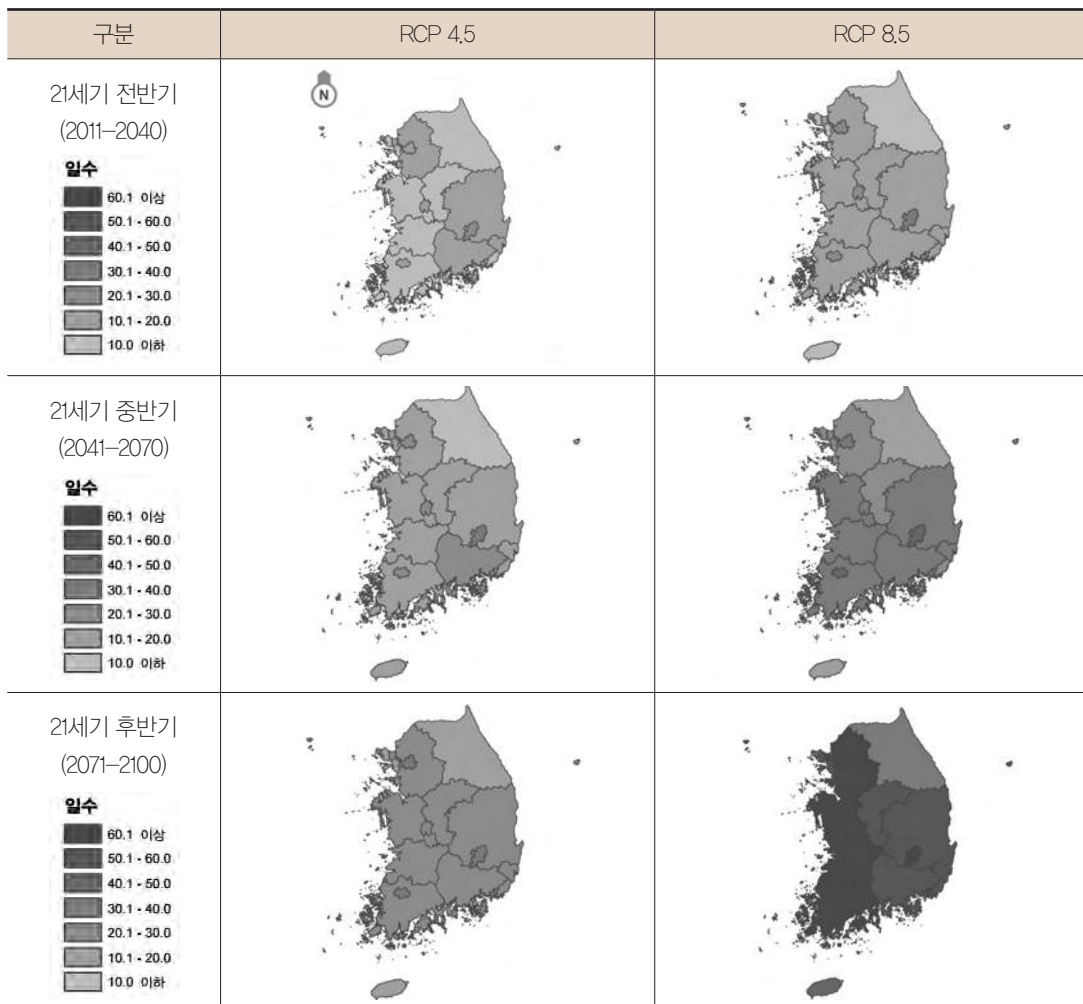 구분
RCP 4.5
RCP 8.5
21세기 전반기
(2011–2040)
일수
60.1 이상
50.1 - 60.0
40.1 - 50.0
30.1 - 40.0
20.1 - 30.0
10.1 - 20.0
10.0 이하
N
21세기 중반기
(2041–2070)
일수
60.1 이상
50.1 - 60.0
40.1 - 50.0
30.1 - 40.0
20.1 - 30.0
10.1 - 20.0
10.0 이하
21세기 후반기
(2071–2100)
일수
60.1 이상
50.1 - 60.0
40.1 - 50.0
30.1 - 40.0
20.1 - 30.0
10.1 - 20.0
10.0 이하